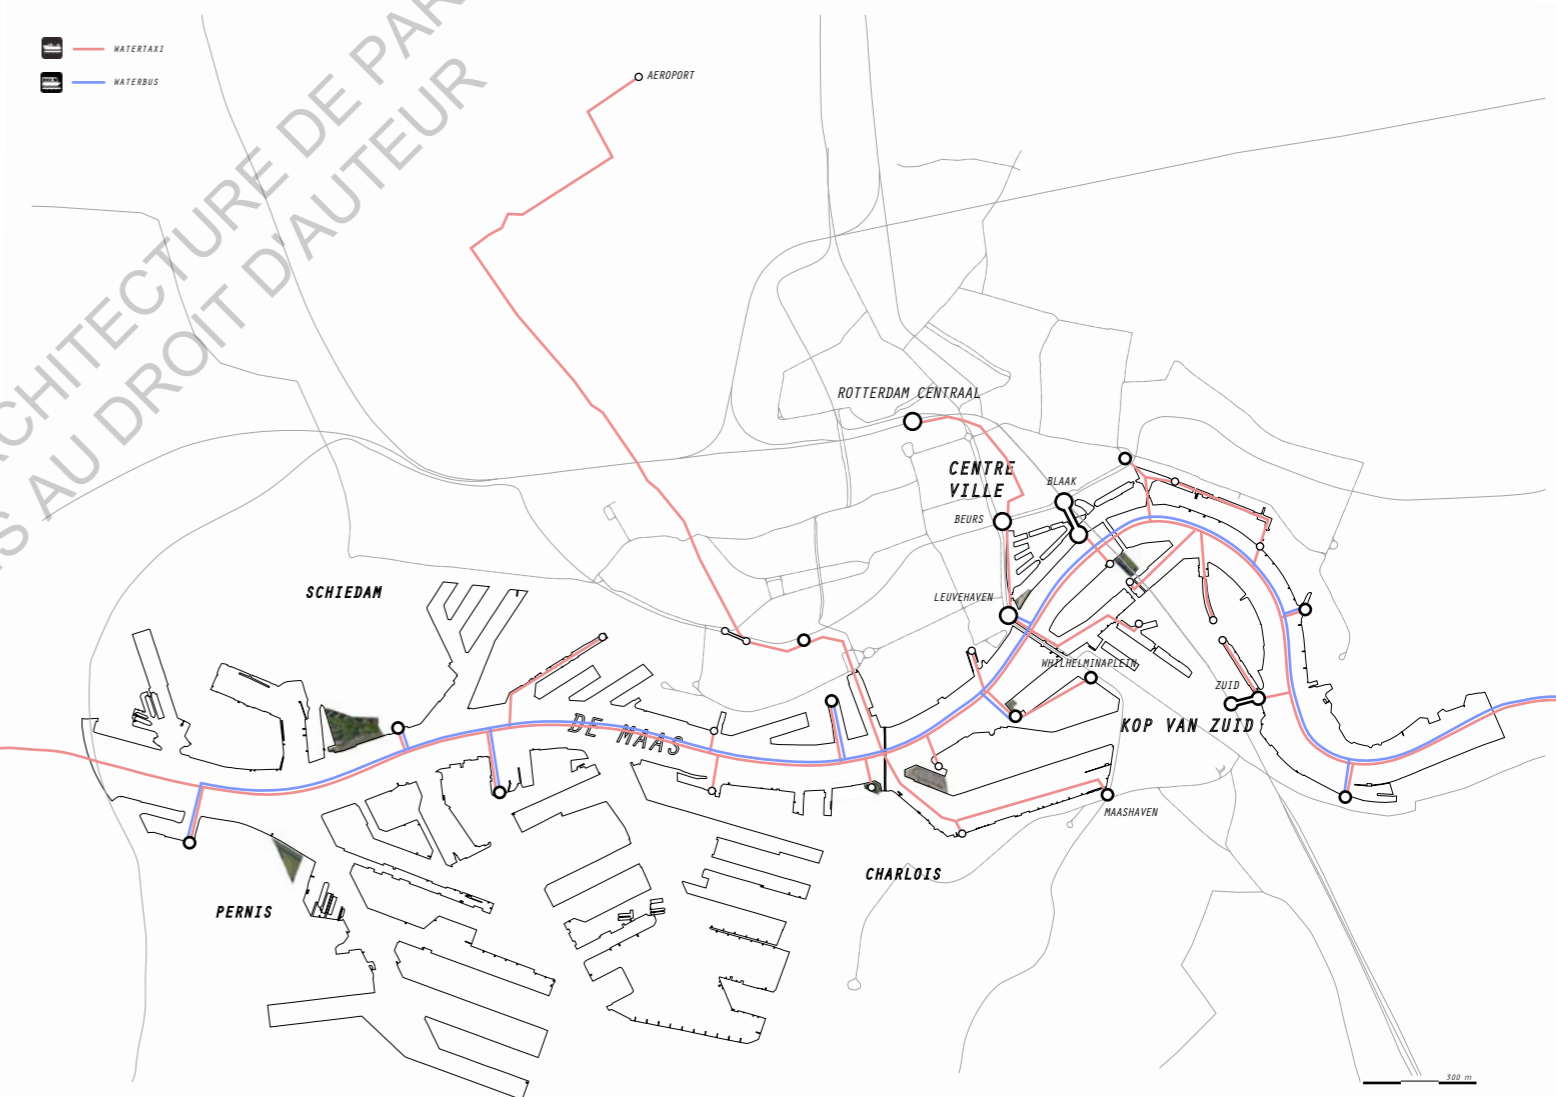 WATERTAXI
WATERBUS
CHITECTURE DE PAR
S AU DROIT D'AUTEUR
AEROPORT
ROTTERDAM CENTRAAL
CENTRE
VILLE
BLAAK
BEURS
SCHIEDAM
LEUVEHAVEN
WHILHELMINAPLEIN
ZUID
KOP VAN ZUID
DE MAAS
MAASHAVEN
CHARLOIS
PERNIS
300 m